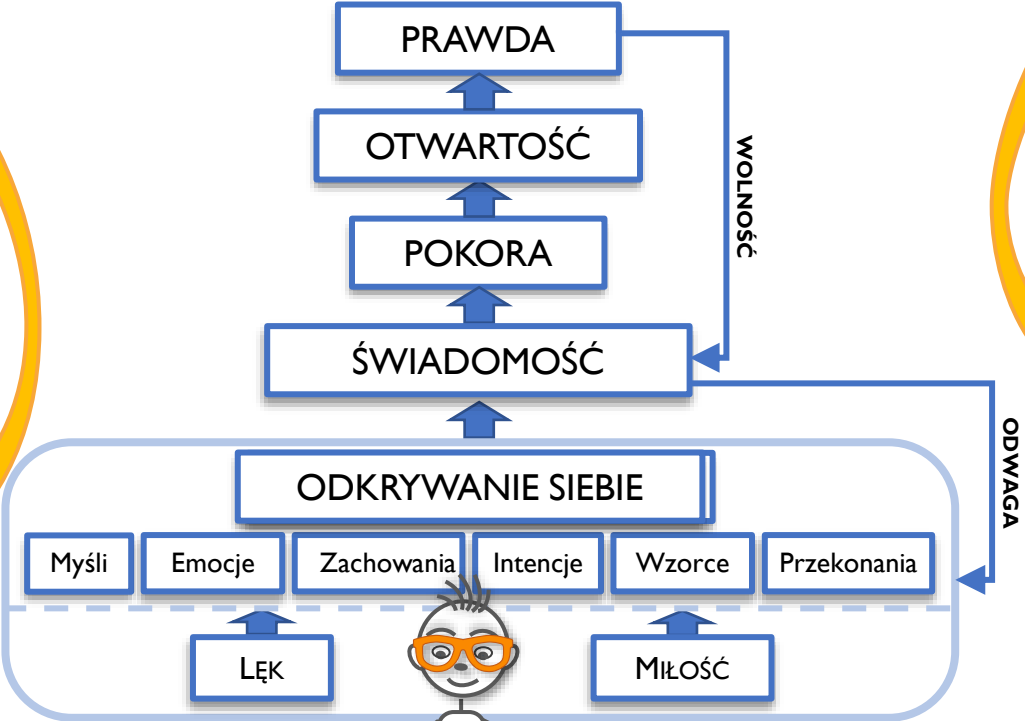 PRAWDA
OTWARTOŚĆ
WOLNOŚĆ
POKORA
ŚWIADOMOŚĆ
ODWAGA
ODKRYWANIE SIEBIE
Myśli
Emocje
Zachowania
Intencje
Wzorce
Przekonania
LĘK
MIŁOŚĆ